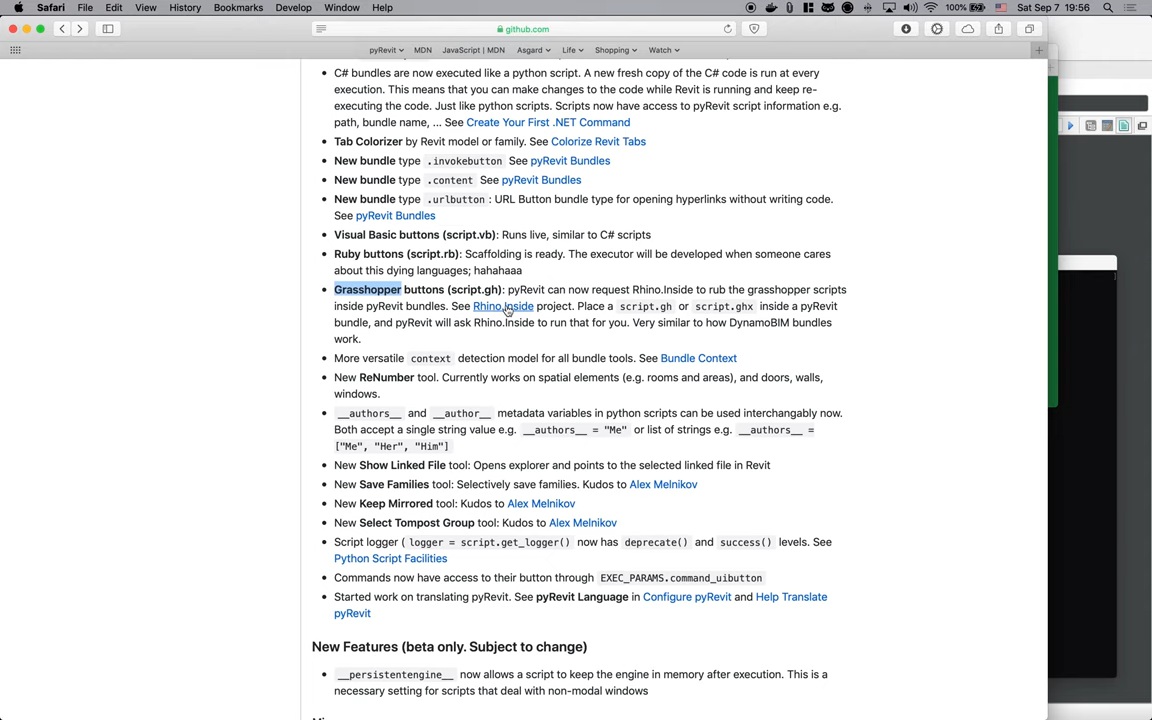 Safari File Edit View History Bookmarks Develop Window Help 100% Sat Sep 7 19:56
github.com
pyRevit MDN JavaScript | MDN Asgard Life Shopping Watch
C# bundles are now executed like a python script. A new fresh copy of the C# code is run at every
execution. This means that you can make changes to the code while Revit is running and keep re-
executing the code. Just like python scripts. Scripts now have access to pyRevit script information e.g.
path, bundle name, ... See Create Your First .NET Command
Tab Colorizer by Revit model or family. See Colorize Revit Tabs
New bundle type .invokebutton See pyRevit Bundles
New bundle type .content See pyRevit Bundles
New bundle type .urlbutton : URL Button bundle type for opening hyperlinks without writing code.
See pyRevit Bundles
Visual Basic buttons (script.vb): Runs live, similar to C# scripts
Ruby buttons (script.rb): Scaffolding is ready. The executor will be developed when someone cares
about this dying languages; hahahaaa
Grasshopper buttons (script.gh): pyRevit can now request Rhino.Inside to rub the grasshopper scripts
inside pyRevit bundles. See Rhino.Inside project. Place a script.gh or script.ghx inside a pyRevit
bundle, and pyRevit will ask Rhino.Inside to run that for you. Very similar to how DynamoBIM bundles
work.
More versatile context detection model for all bundle tools. See Bundle Context
New ReNumber tool. Currently works on spatial elements (e.g. rooms and areas), and doors, walls,
windows.
__authors__ and __author__ metadata variables in python scripts can be used interchangably now.
Both accept a single string value e.g. __authors__ = "Me" or list of strings e.g. __authors__ =
["Me", "Her", "Him"]
New Show Linked File tool: Opens explorer and points to the selected linked file in Revit
New Save Families tool: Selectively save families. Kudos to Alex Melnikov
New Keep Mirrored tool: Kudos to Alex Melnikov
New Select Tompost Group tool: Kudos to Alex Melnikov
Script logger ( logger = script.get_logger() now has deprecate() and success() levels. See
Python Script Facilities
Commands now have access to their button through EXEC_PARAMS.command_uibutton
Started work on translating pyRevit. See pyRevit Language in Configure pyRevit and Help Translate
pyRevit
New Features (beta only. Subject to change)
__persistentengine__ now allows a script to keep the engine in memory after execution. This is a
necessary setting for scripts that deal with non-modal windows